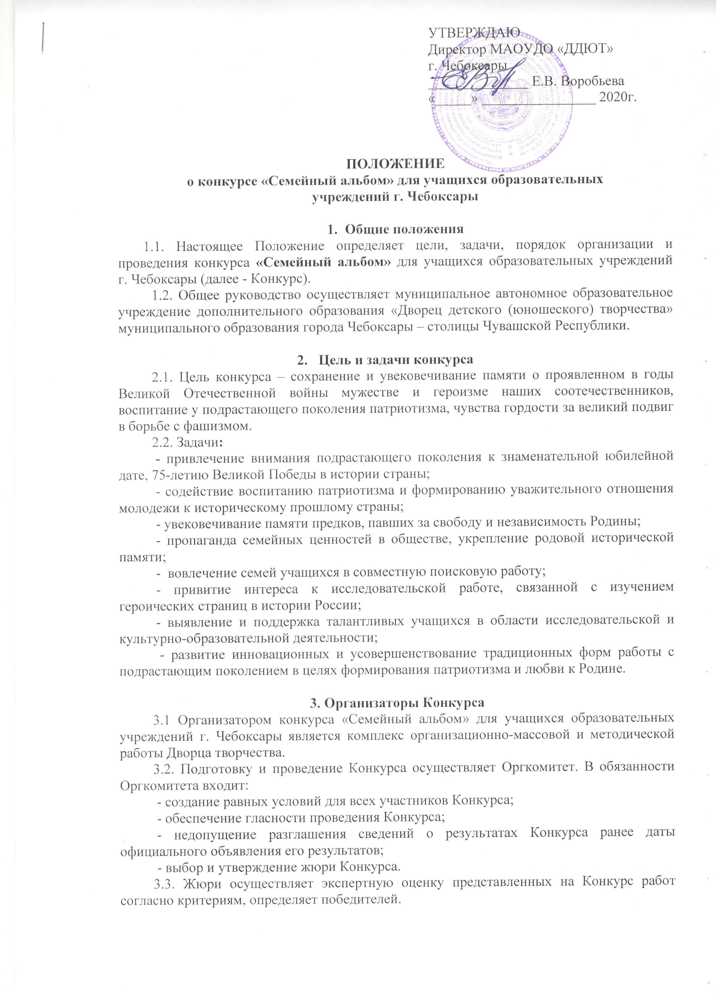 УТВЕРЖДАЮ
Директор МАОУДО «ДДЮТ»
г. Чебоксары
______________ Е.В. Воробьева
«_____» ________________ 2020г.
ПОЛОЖЕНИЕ
о конкурсе «Семейный альбом» для учащихся образовательных
учреждений г. Чебоксары
1. Общие положения
1.1. Настоящее Положение определяет цели, задачи, порядок организации и
проведения конкурса «Семейный альбом» для учащихся образовательных учреждений
г. Чебоксары (далее - Конкурс).
1.2. Общее руководство осуществляет муниципальное автономное образовательное
учреждение дополнительного образования «Дворец детского (юношеского) творчества»
муниципального образования города Чебоксары – столицы Чувашской Республики.
2. Цель и задачи конкурса
2.1. Цель конкурса – сохранение и увековечивание памяти о проявленном в годы
Великой Отечественной войны мужестве и героизме наших соотечественников,
воспитание у подрастающего поколения патриотизма, чувства гордости за великий подвиг
в борьбе с фашизмом.
2.2. Задачи:
- привлечение внимания подрастающего поколения к знаменательной юбилейной
дате, 75-летию Великой Победы в истории страны;
- содействие воспитанию патриотизма и формированию уважительного отношения
молодежи к историческому прошлому страны;
- увековечивание памяти предков, павших за свободу и независимость Родины;
- пропаганда семейных ценностей в обществе, укрепление родовой исторической
памяти;
- вовлечение семей учащихся в совместную поисковую работу;
- привитие интереса к исследовательской работе, связанной с изучением
героических страниц в истории России;
- выявление и поддержка талантливых учащихся в области исследовательской и
культурно-образовательной деятельности;
- развитие инновационных и усовершенствование традиционных форм работы с
подрастающим поколением в целях формирования патриотизма и любви к Родине.
3. Организаторы Конкурса
3.1 Организатором конкурса «Семейный альбом» для учащихся образовательных
учреждений г. Чебоксары является комплекс организационно-массовой и методической
работы Дворца творчества.
3.2. Подготовку и проведение Конкурса осуществляет Оргкомитет. В обязанности
Оргкомитета входит:
- создание равных условий для всех участников Конкурса;
- обеспечение гласности проведения Конкурса;
- недопущение разглашения сведений о результатах Конкурса ранее даты
официального объявления его результатов;
- выбор и утверждение жюри Конкурса.
3.3. Жюри осуществляет экспертную оценку представленных на Конкурс работ
согласно критериям, определяет победителей.